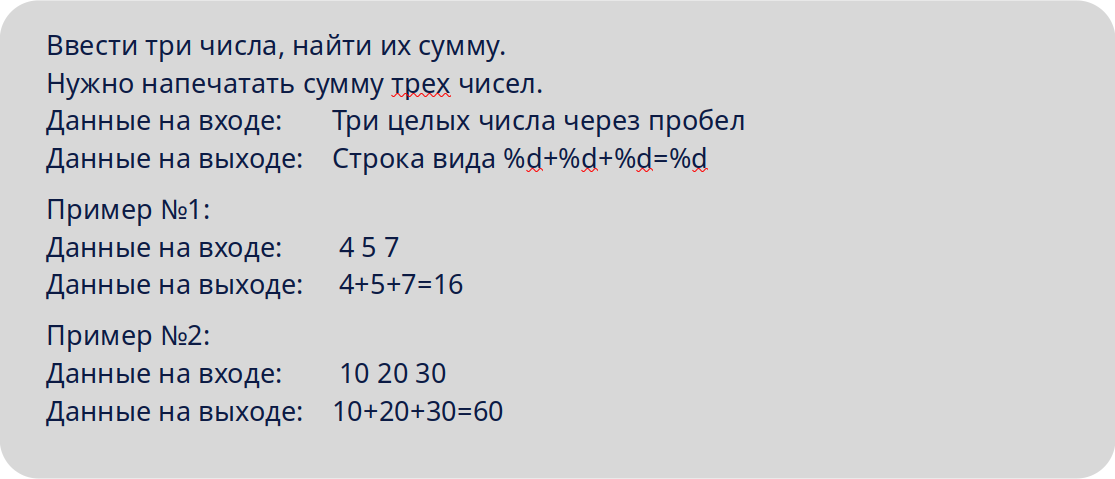 Ввести три числа, найти их сумму.
Нужно напечатать сумму трех чисел.
Данные на входе: Три целых числа через пробел
Данные на выходе: Строка вида %d+%d+%d=%d
Пример №1:
Данные на входе: 4 5 7
Данные на выходе: 4+5+7=16
Пример №2:
Данные на входе: 10 20 30
Данные на выходе: 10+20+30=60